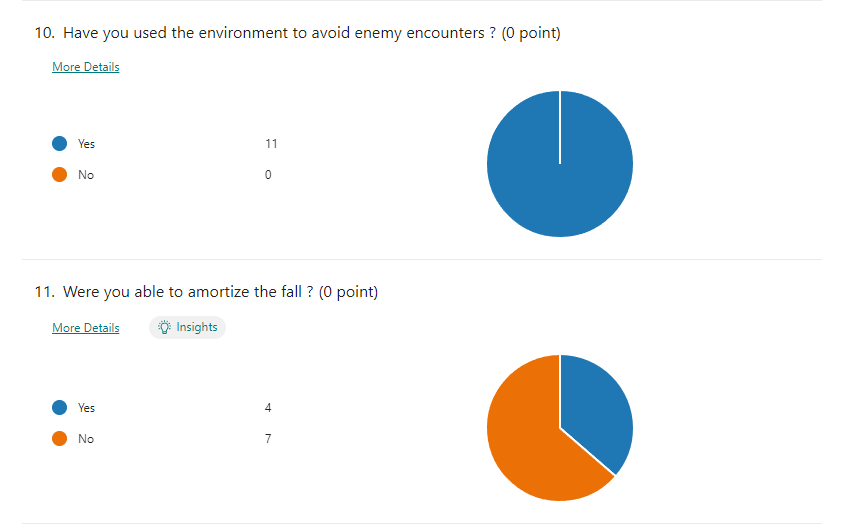 10. Have you used the environment to avoid enemy encounters ? (0 point)
More Details
Yes 11
No 0
11. Were you able to amortize the fall ? (0 point)
More Details Insights
Yes 4
No 7